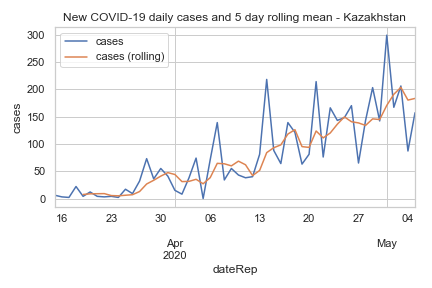 New COVID-19 daily cases and 5 day rolling mean - Kazakhstan
cases
cases (rolling)
300
250
200
150
100
50
0
cases
16 23 30 06 13 20 27 04
Apr May
2020
dateRep